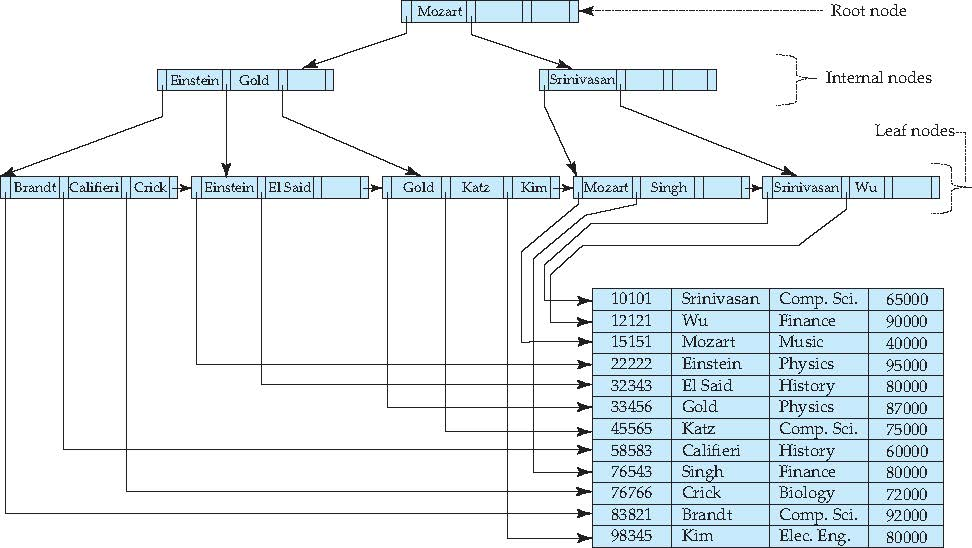 Mozart
Root node
Einstein Gold
Srinivasan
Internal nodes
Leaf nodes
Brandt Califieri Crick
Einstein El Said
Gold Katz Kim
Mozart Singh
Srinivasan Wu
10101 Srinivasan Comp. Sci. 65000
12121 Wu Finance 90000
15151 Mozart Music 40000
22222 Einstein Physics 95000
32343 El Said History 80000
33456 Gold Physics 87000
45565 Katz Comp. Sci. 75000
58583 Califieri History 60000
76543 Singh Finance 80000
76766 Crick Biology 72000
83821 Brandt Comp. Sci. 92000
98345 Kim Elec. Eng. 80000